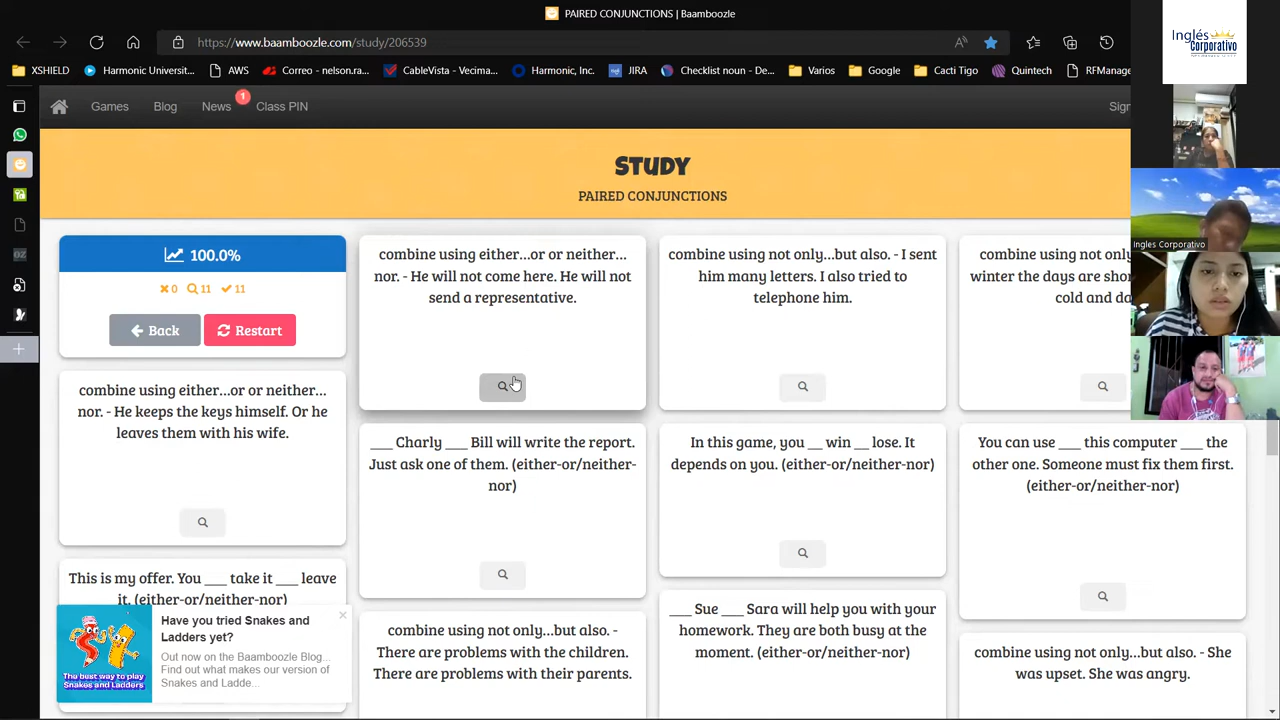 PAIRED CONJUNCTIONS | Baamboozle
https://www.baamboozle.com/study/206539
XSHIELD
Harmonic Universit...
AWS
Correo - nelson.ra...
CableVista - Vecima...
Harmonic, Inc.
JIRA
Checklist noun - De...
Varios
Google
Cacti Tigo
Quintech
RFManage
Inglés
Corporativo
Games
Blog
News
1
Class PIN
Sign
STUDY
PAIRED CONJUNCTIONS
Ingles Corporativo
100.0%
0
11
11
Back
Restart
combine using either...or or neither...
nor. - He will not come here. He will not
send a representative.
combine using not only...but also. - I sent
him many letters. I also tried to
telephone him.
combine using not only
winter the days are shor
cold and da
combine using either...or or neither...
nor. - He keeps the keys himself. Or he
leaves them with his wife.
___ Charly ___ Bill will write the report.
Just ask one of them. (either-or/neither-
nor)
In this game, you __ win __ lose. It
depends on you. (either-or/neither-nor)
You can use ___ this computer ___ the
other one. Someone must fix them first.
(either-or/neither-nor)
This is my offer. You ___ take it ___ leave
it. (either-or/neither-nor)
combine using not only...but also. -
There are problems with the children.
There are problems with their parents.
___ Sue ___ Sara will help you with your
homework. They are both busy at the
moment. (either-or/neither-nor)
combine using not only...but also. - She
was upset. She was angry.
Have you tried Snakes and
Ladders yet?
Out now on the Baamboozle Blog...
Find out what makes our version of
Snakes and Ladde...
The best way to play
Snakes and Ladders